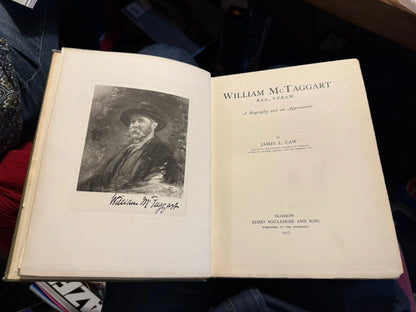 William McTaggart
WILLIAM McTAGGART
R.S.A., V.P.R.S.W.
A Biography and an Appreciation
BY
JAMES L. CAW
GLASGOW
JAMES MACLEHOSE AND SONS
PUBLISHERS TO THE UNIVERSITY
1917